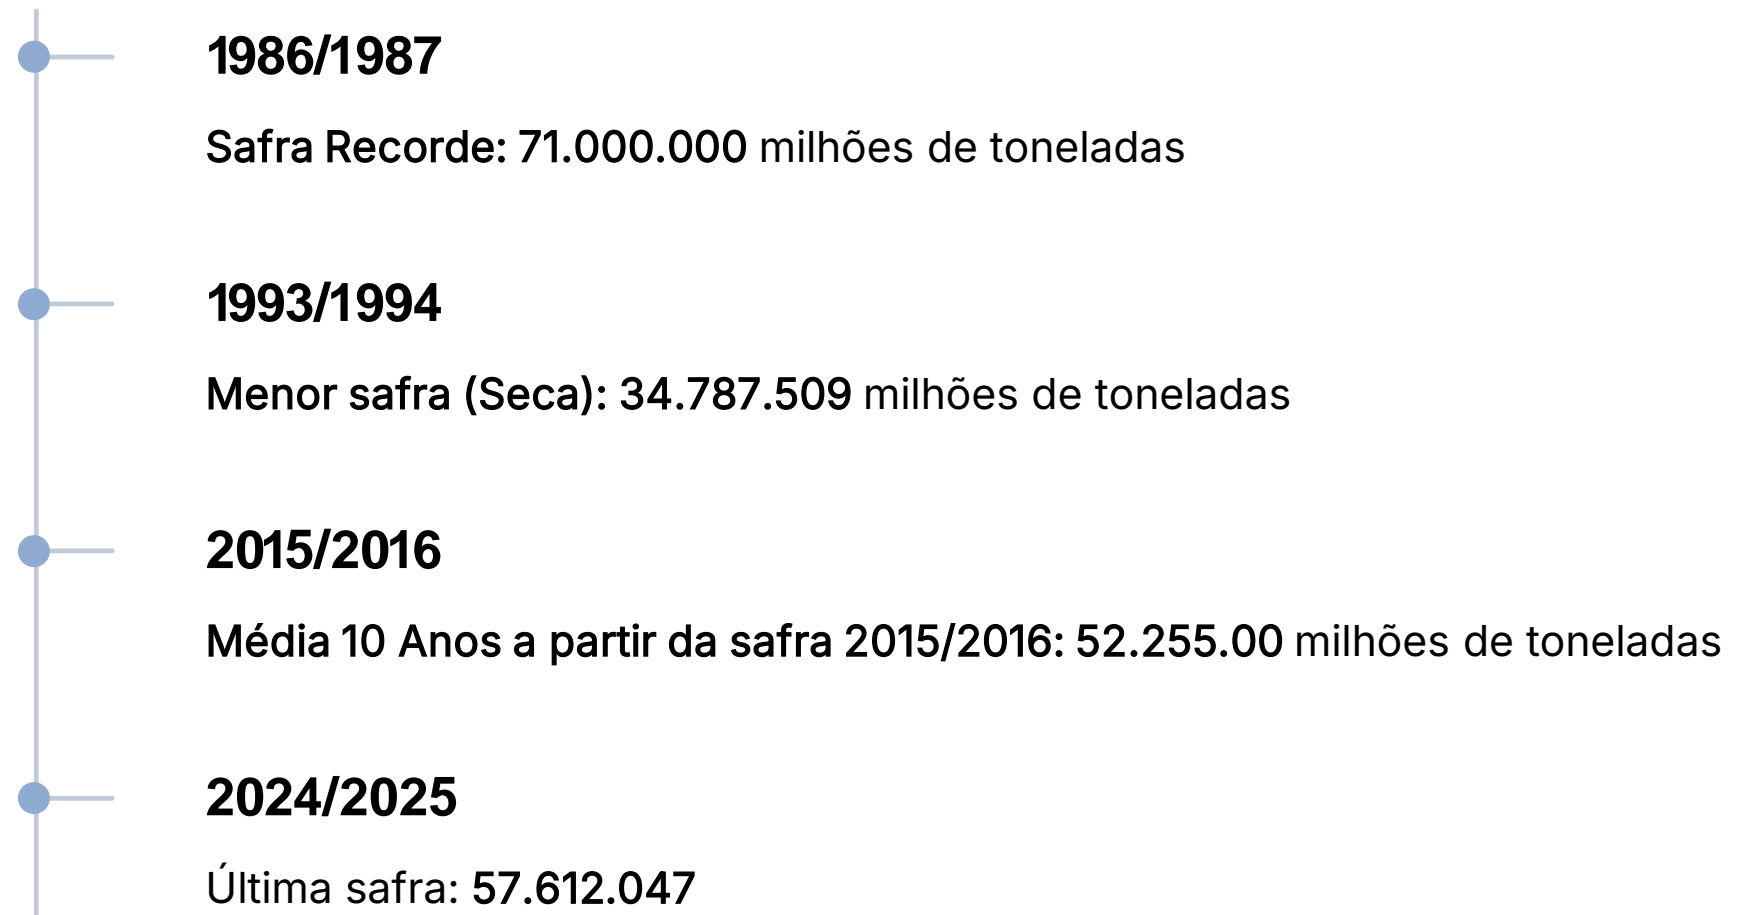 1986/1987
Safra Recorde: 71.000.000 milhões de toneladas
1993/1994
Menor safra (Seca): 34.787.509 milhões de toneladas
2015/2016
Média 10 Anos a partir da safra 2015/2016: 52.255.00 milhões de toneladas
2024/2025
Última safra: 57.612.047